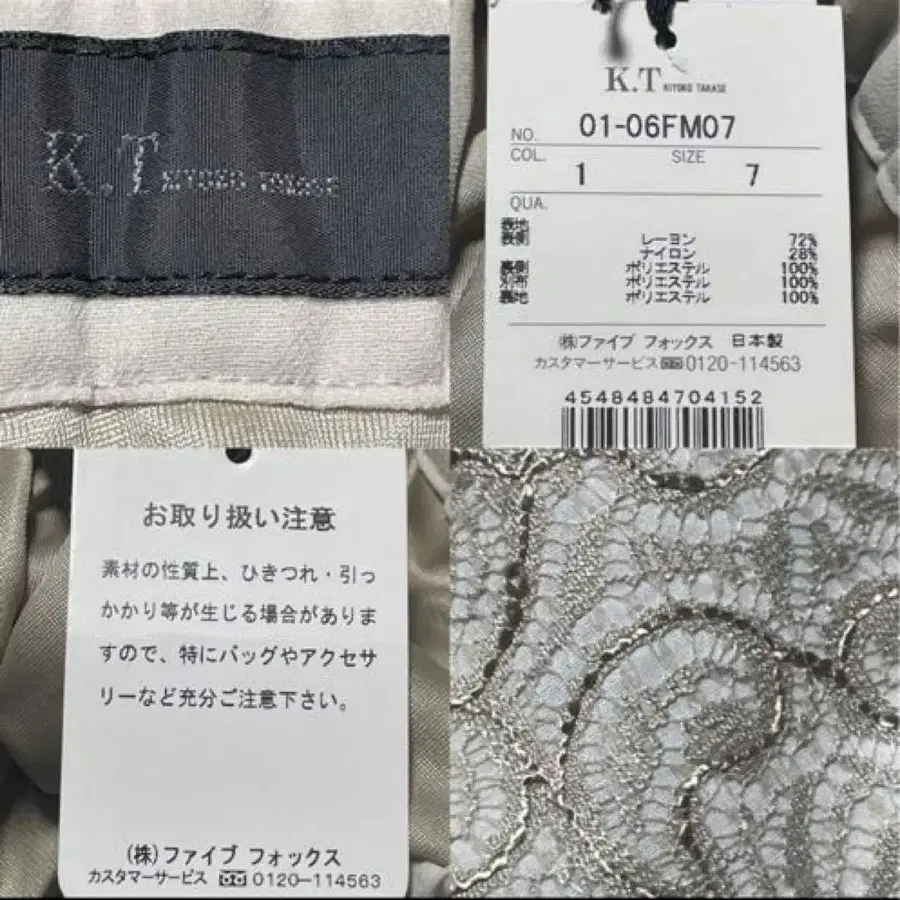 K.T KIYOKO TAKASE
K.T KIYOKO TAKASE
NO. 01-06FM07
COL. 1 SIZE 7
QUA.
表地
表側 レーヨン 72%
ナイロン 28%
裏側 ポリエステル 100%
別布 ポリエステル 100%
裏地 ポリエステル 100%
㈱ファイブ フォックス 日本製
カスタマーサービス 0120-114563
4548484704152
お取り扱い注意
素材の性質上、ひきつれ・引っ
かかり等が生じる場合がありま
すので、特にバッグやアクセサ
リーなど充分ご注意下さい。
(株)ファイブ フォックス
カスタマーサービス 0120-114563